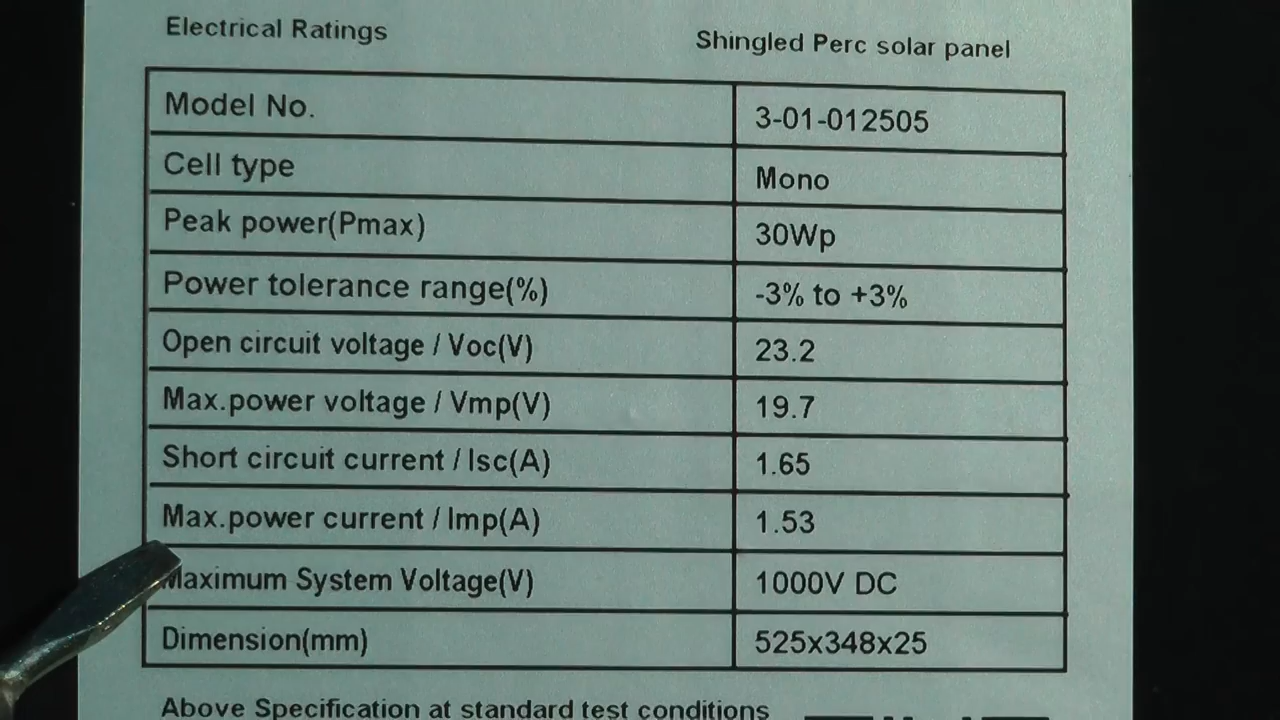 Electrical Ratings Shingled Perc solar panel
Model No. 3-01-012505
Cell type Mono
Peak power(Pmax) 30Wp
Power tolerance range(%) -3% to +3%
Open circuit voltage / Voc(V) 23.2
Max.power voltage / Vmp(V) 19.7
Short circuit current / Isc(A) 1.65
Max.power current / Imp(A) 1.53
Maximum System Voltage(V) 1000V DC
Dimension(mm) 525x348x25
Above Specification at standard test conditions